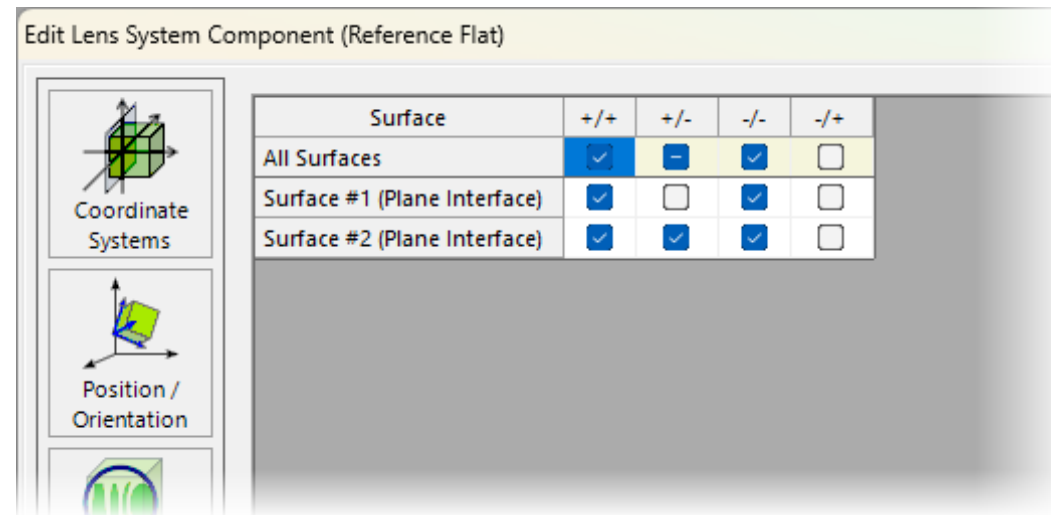 Edit Lens System Component (Reference Flat)
Coordinate
Systems
Position /
Orientation
Surface +/+ +/- -/- -/+
All Surfaces
Surface #1 (Plane Interface)
Surface #2 (Plane Interface)